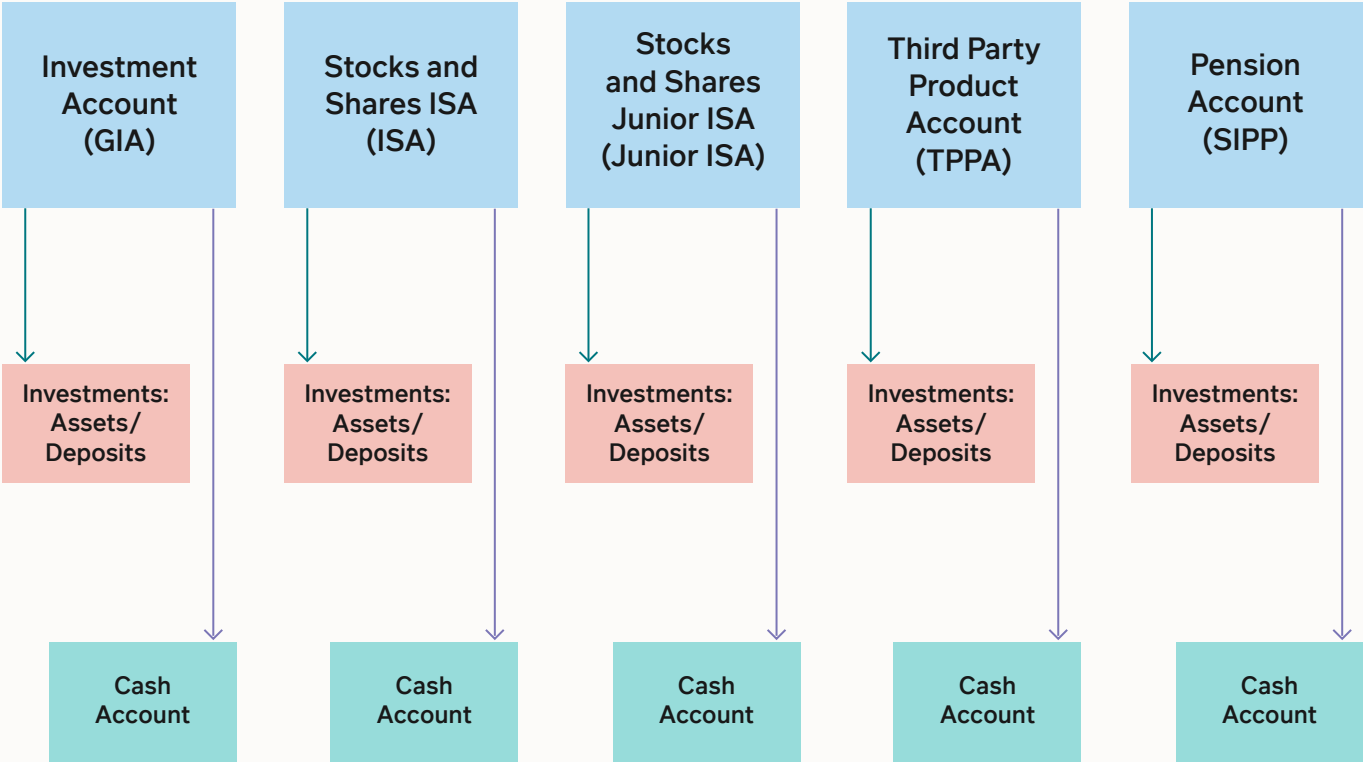 Investment
Account
(GIA)
Stocks and
Shares ISA
(ISA)
Stocks
and Shares
Junior ISA
(Junior ISA)
Third Party
Product
Account
(TPPA)
Pension
Account
(SIPP)
Investments:
Assets/
Deposits
Investments:
Assets/
Deposits
Investments:
Assets/
Deposits
Investments:
Assets/
Deposits
Investments:
Assets/
Deposits
Cash
Account
Cash
Account
Cash
Account
Cash
Account
Cash
Account